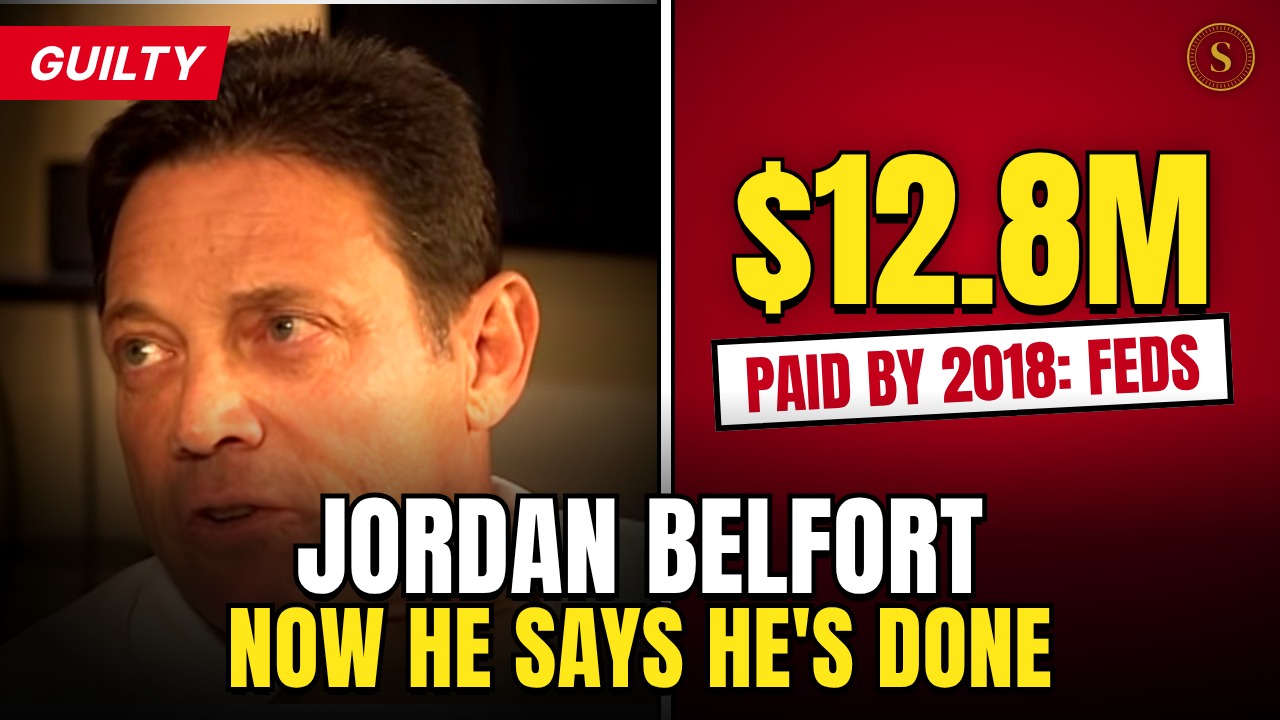 GUILTY
S
$12.8M
PAID BY 2018: FEDS
JORDAN BELFORT
NOW HE SAYS HE'S DONE